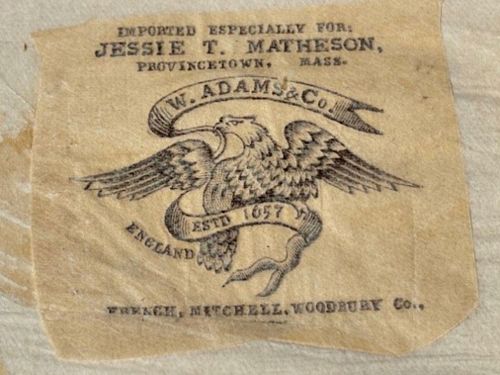 IMPORTED ESPECIALLY FOR:
JESSIE T. MATHESON,
PROVINCETOWN, MASS.
W. ADAMS & Co.
ESTD 1657
ENGLAND
FRENCH, MITCHELL, WOODBURY Co.,